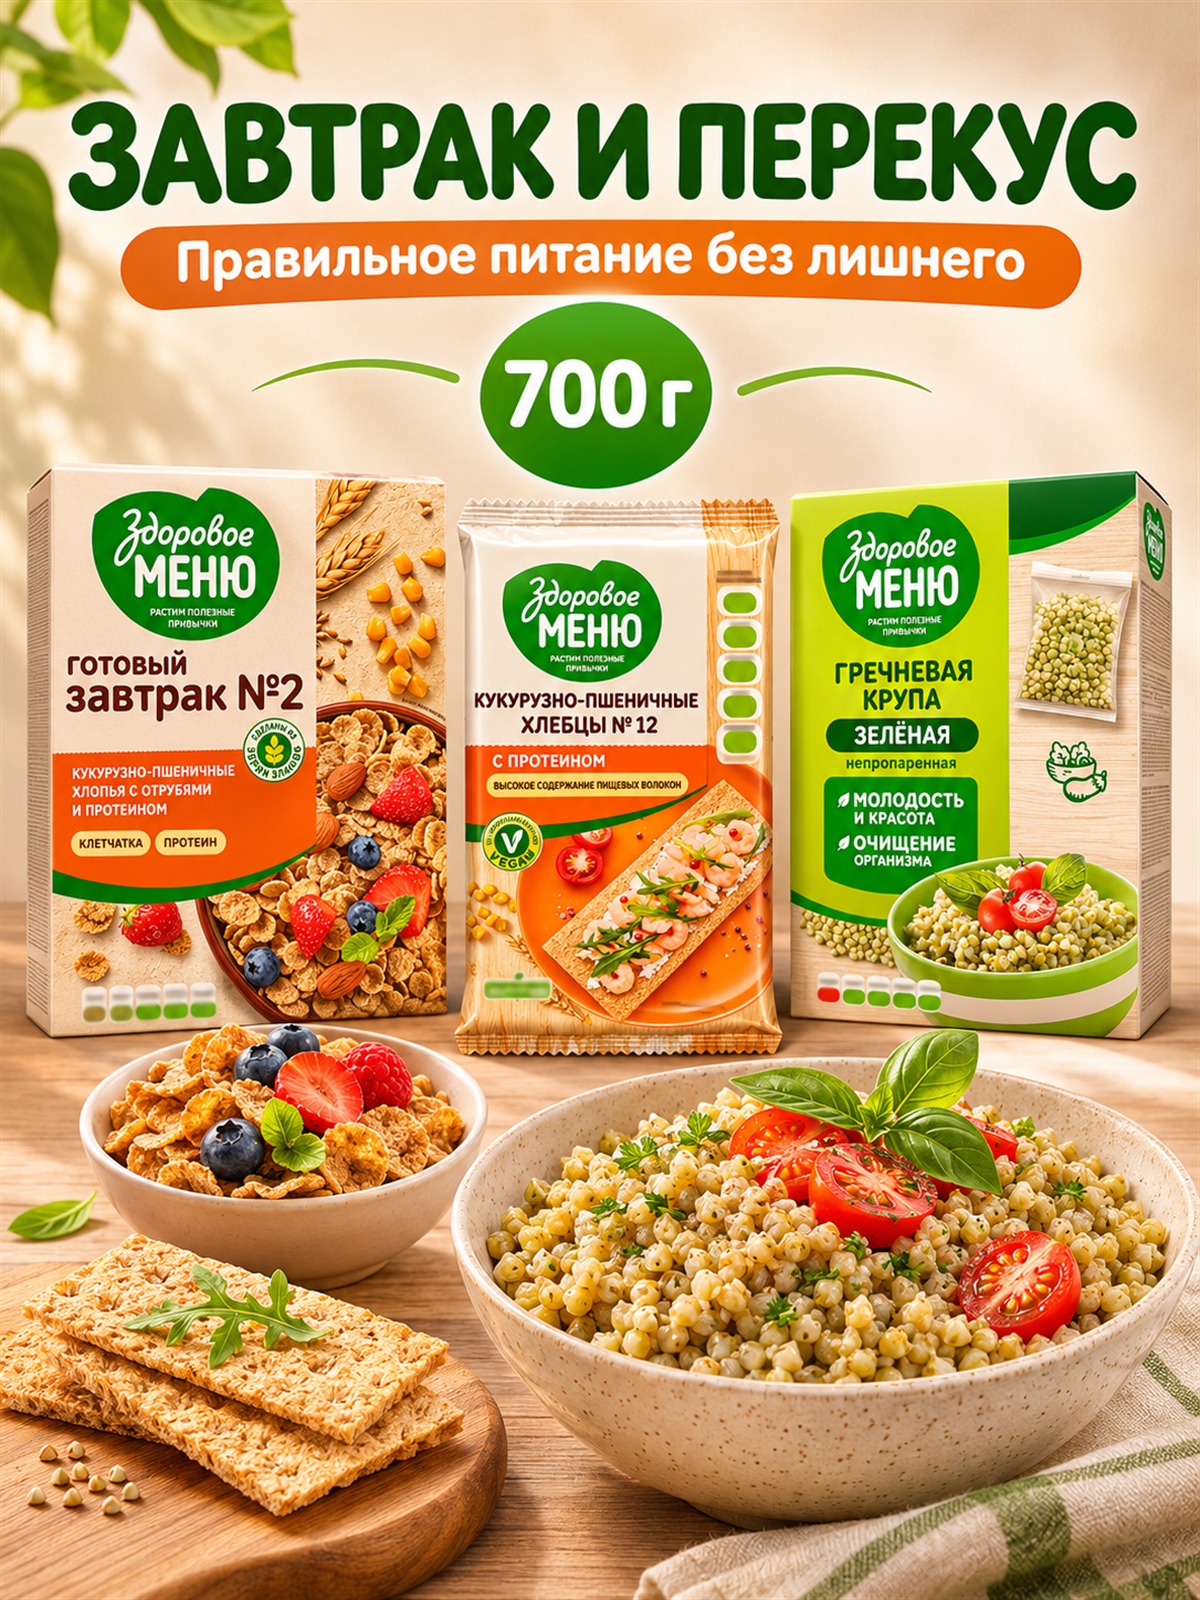 ЗАВТРАК И ПЕРЕКУС
Правильное питание без лишнего
700 г
Здоровое
МЕНЮ
РАСТИМ ПОЛЕЗНЫЕ
ПРИВЫЧКИ
готовый
завтрак №2
КУКУРУЗНО-ПШЕНИЧНЫЕ
ХЛОПЬЯ С ОТРУБЯМИ
И ПРОТЕИНОМ
КЛЕТЧАТКА
ПРОТЕИН
Здоровое
МЕНЮ
РАСТИМ ПОЛЕЗНЫЕ
ПРИВЫЧКИ
КУКУРУЗНО-ПШЕНИЧНЫЕ
ХЛЕБЦЫ № 12
С ПРОТЕИНОМ
ВЫСОКОЕ СОДЕРЖАНИЕ ПИЩЕВЫХ ВОЛОКОН
V
VEGAN
Здоровое
МЕНЮ
РАСТИМ ПОЛЕЗНЫЕ
ПРИВЫЧКИ
ГРЕЧНЕВАЯ
КРУПА
ЗЕЛЁНАЯ
непропаренная
МОЛОДОСТЬ
И КРАСОТА
ОЧИЩЕНИЕ
ОРГАНИЗМА